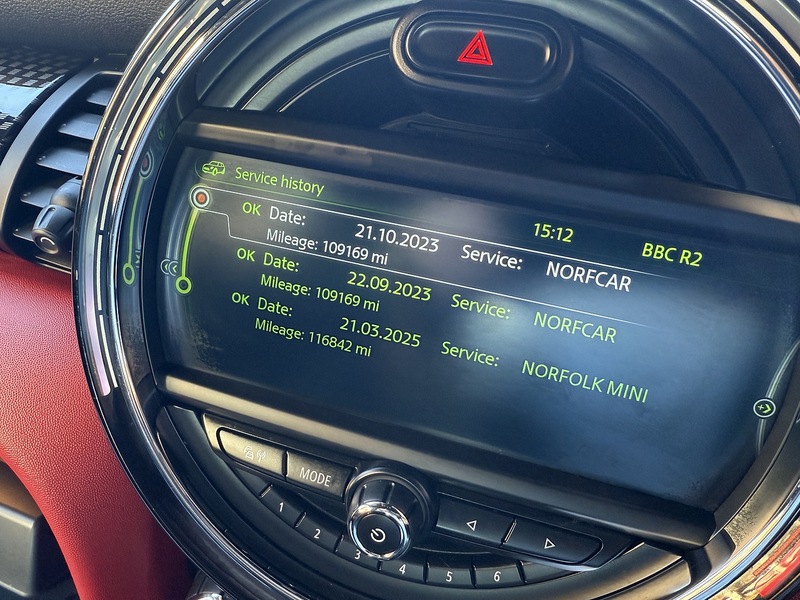 Service history
15:12
BBC R2
OK Date: 21.10.2023 Service: NORFCAR
Mileage: 109169 mi
OK Date: 22.09.2023 Service: NORFCAR
Mileage: 109169 mi
OK Date: 21.03.2025 Service: NORFOLK MINI
Mileage: 116842 mi
MODE
1 2 3 4 5 6